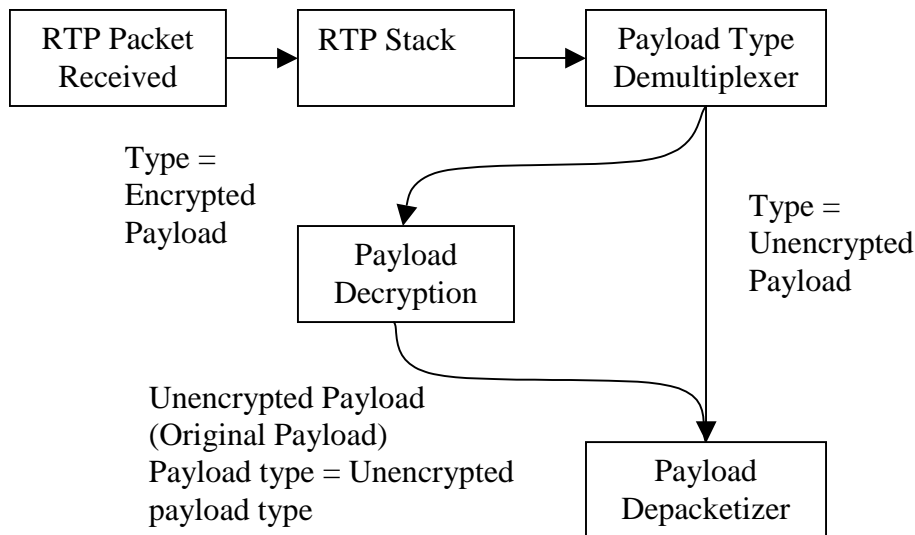 RTP Packet
Received
RTP Stack
Payload Type
Demultiplexer
Type =
Encrypted
Payload
Type =
Unencrypted
Payload
Payload
Decryption
Unencrypted Payload
(Original Payload)
Payload type = Unencrypted
payload type
Payload
Depacketizer